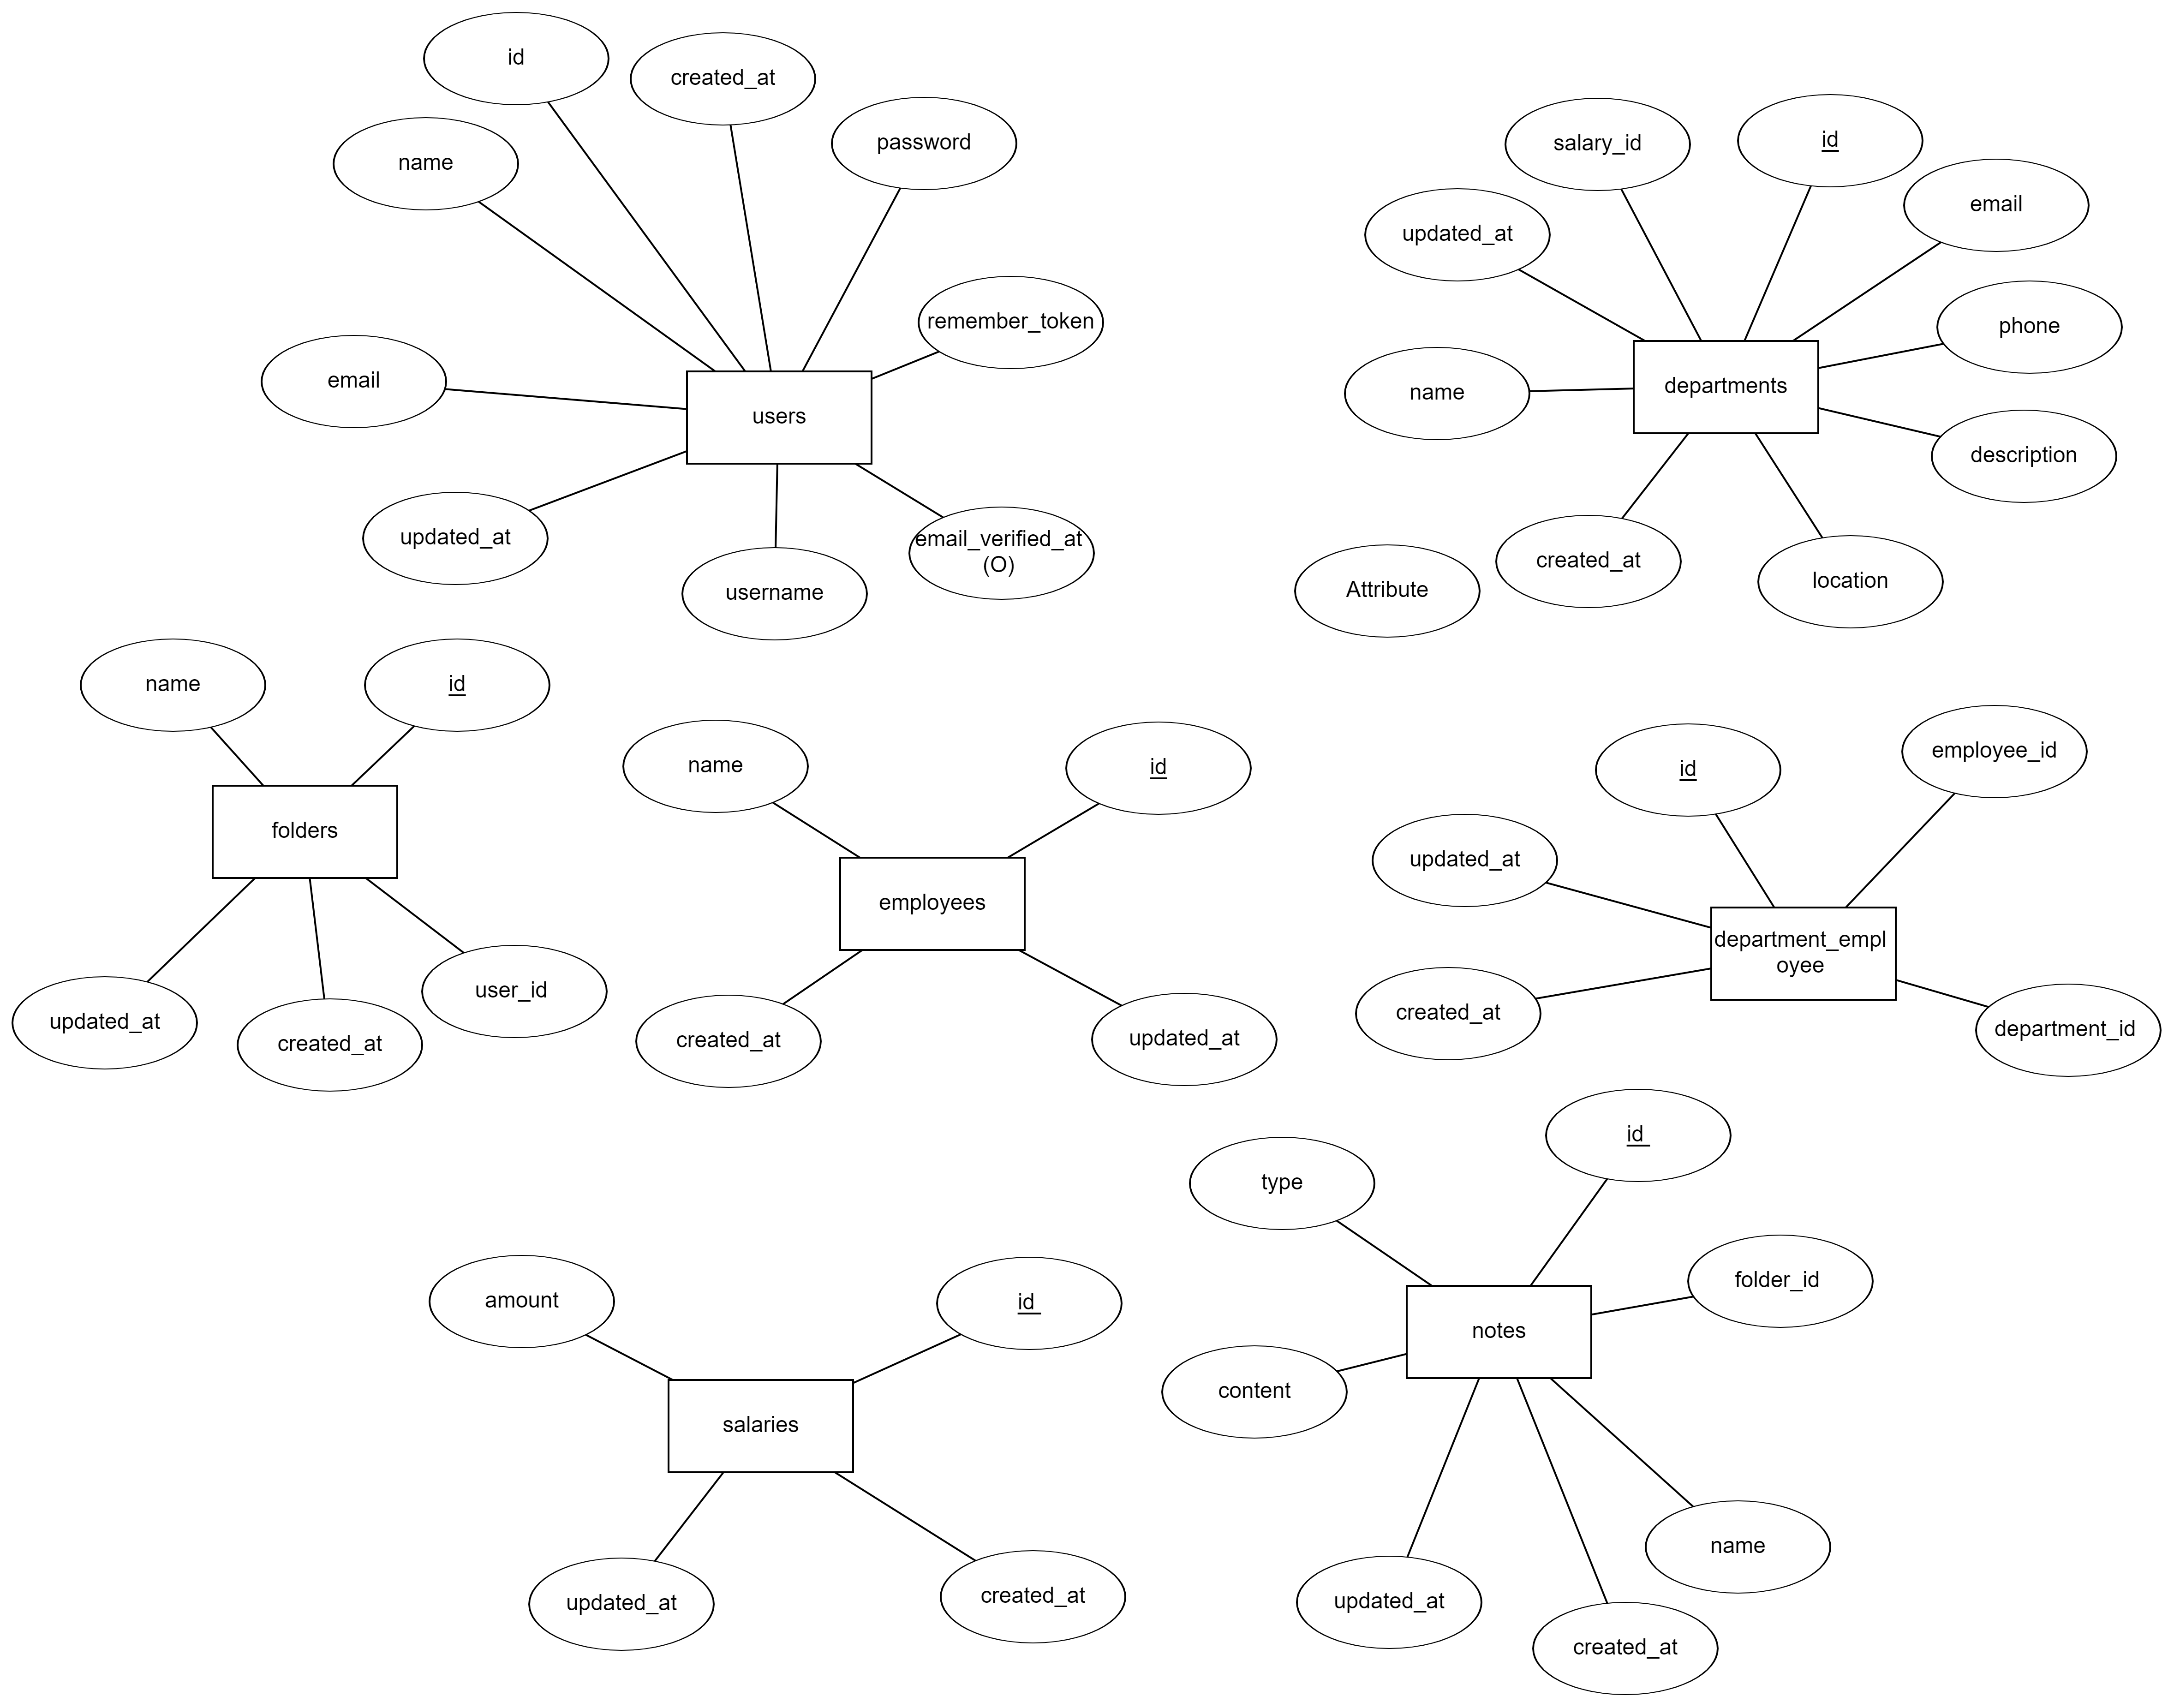 id
created_at
password
name
remember_token
email
users
updated_at
username
email_verified_at
(O)
salary_id
id
email
updated_at
phone
name
departments
description
created_at
location
Attribute
name
id
folders
updated_at
created_at
user_id
name
id
employees
created_at
updated_at
id
employee_id
updated_at
department_empl
oyee
created_at
department_id
amount
id
salaries
updated_at
created_at
id
type
folder_id
notes
content
name
updated_at
created_at